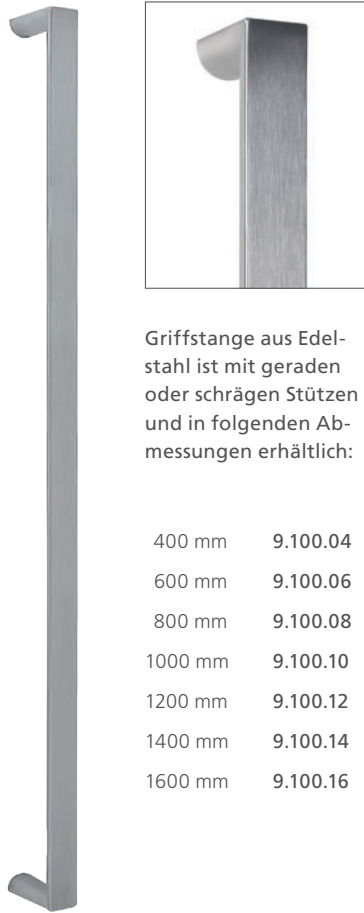 Griffstange aus Edel-
stahl ist mit geraden
oder schrägen Stützen
und in folgenden Ab-
messungen erhältlich:
400 mm 9.100.04
600 mm 9.100.06
800 mm 9.100.08
1000 mm 9.100.10
1200 mm 9.100.12
1400 mm 9.100.14
1600 mm 9.100.16